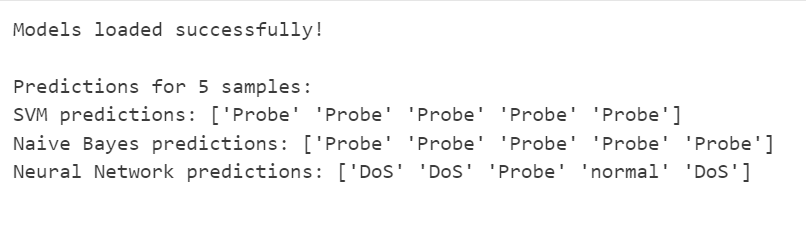 Models loaded successfully!
Predictions for 5 samples:
SVM predictions: ['Probe' 'Probe' 'Probe' 'Probe' 'Probe']
Naive Bayes predictions: ['Probe' 'Probe' 'Probe' 'Probe' 'Probe']
Neural Network predictions: ['DoS' 'DoS' 'Probe' 'normal' 'DoS']